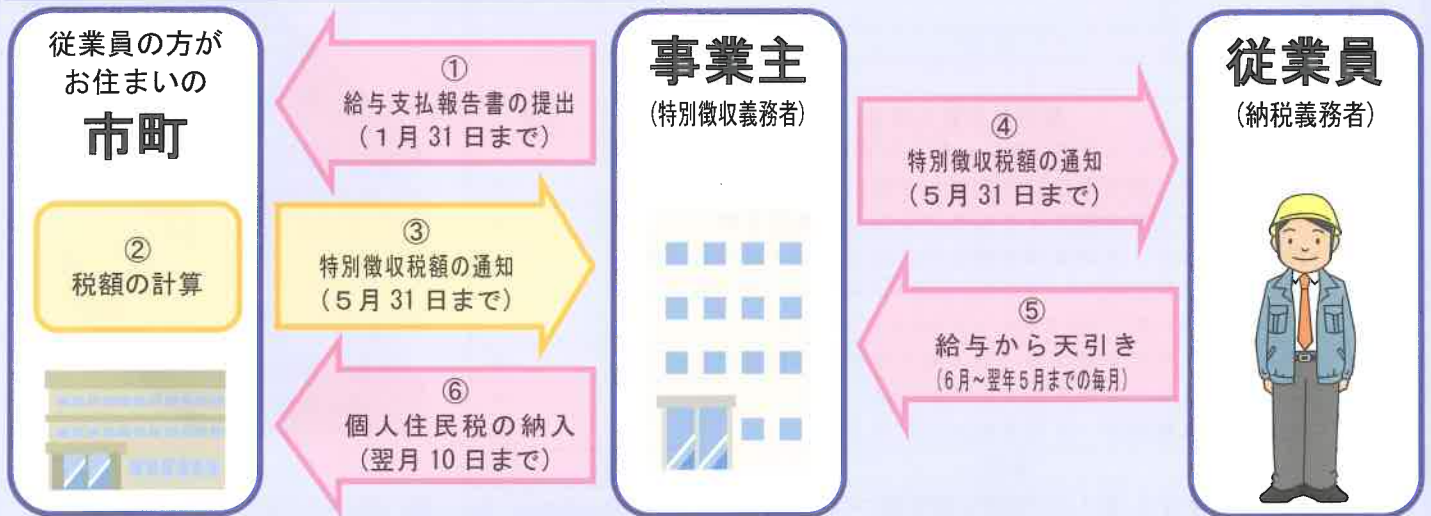 従業員の方が
お住まいの
市町
②
税額の計算
①
給与支払報告書の提出
(1月31日まで)
③
特別徴収税額の通知
(5月31日まで)
⑥
個人住民税の納入
(翌月10日まで)
事業主
(特別徴収義務者)
④
特別徴収税額の通知
(5月31日まで)
⑤
給与から天引き
(6月~翌年5月までの毎月)
従業員
(納税義務者)